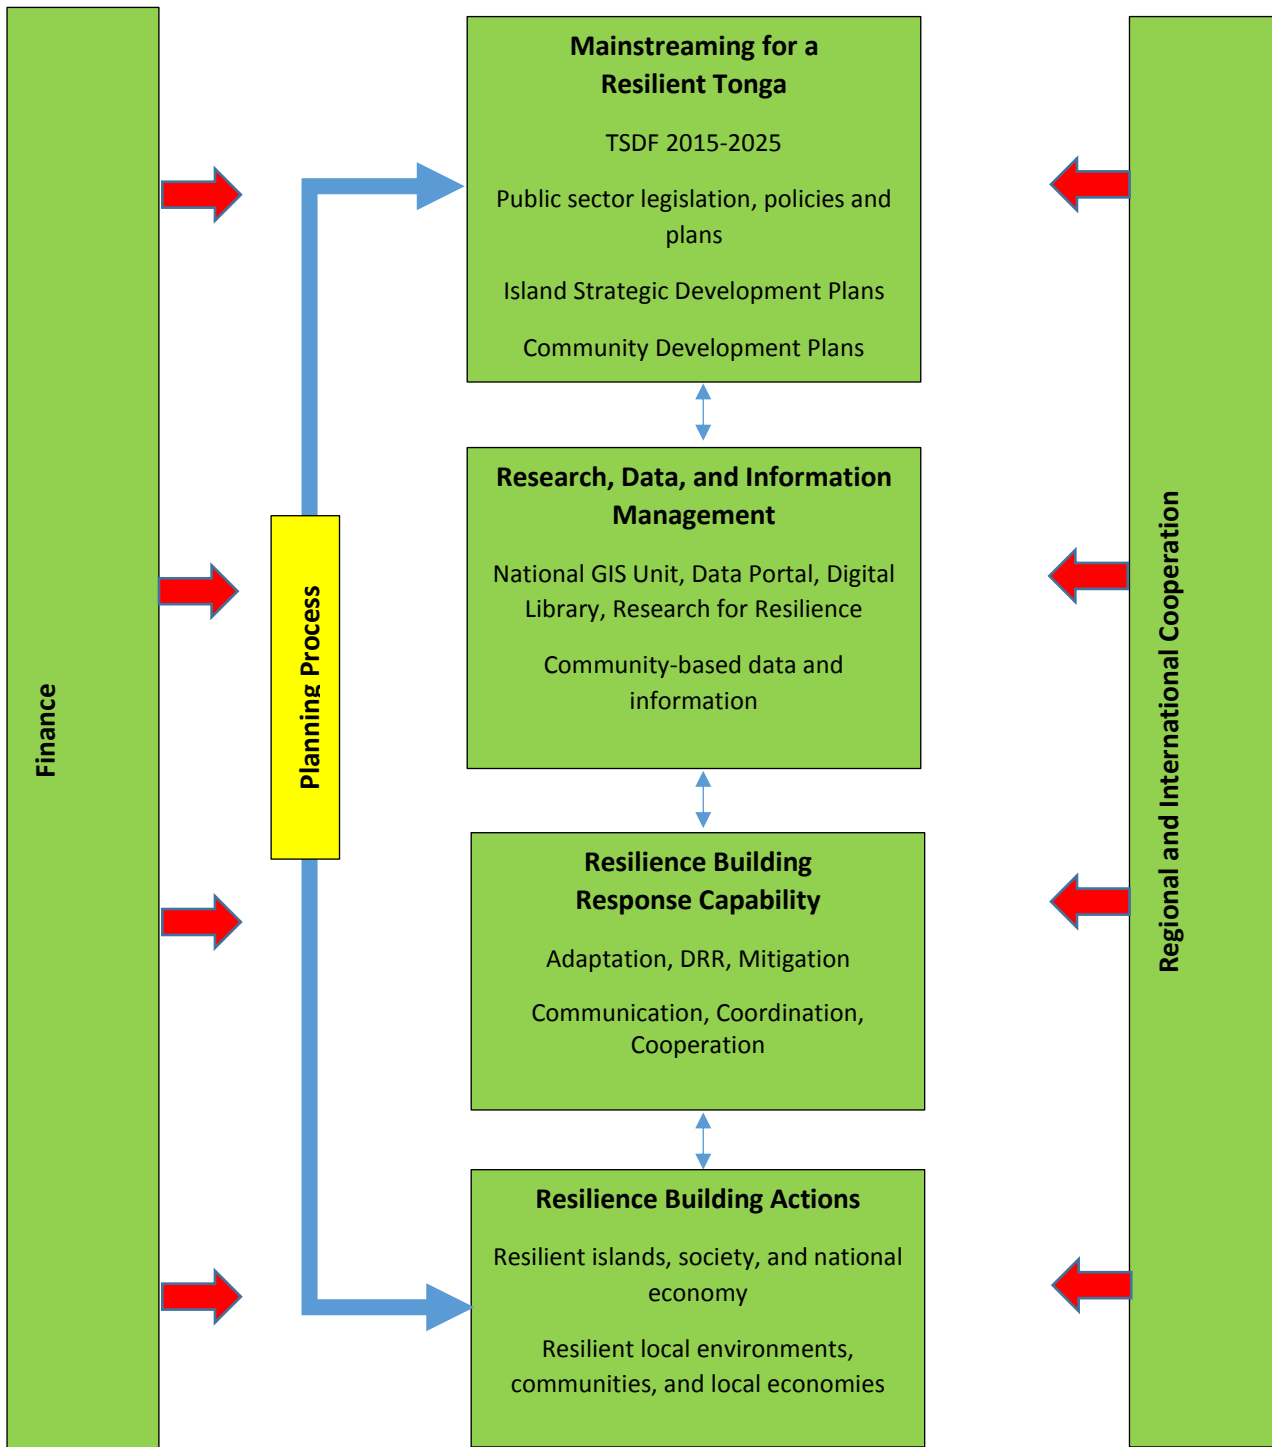 Mainstreaming for a
Resilient Tonga
TSDF 2015-2025
Public sector legislation, policies and
plans
Island Strategic Development Plans
Community Development Plans
Research, Data, and Information
Management
National GIS Unit, Data Portal, Digital
Library, Research for Resilience
Community-based data and
information
Resilience Building
Response Capability
Adaptation, DRR, Mitigation
Communication, Coordination,
Cooperation
Resilience Building Actions
Resilient islands, society, and national
economy
Resilient local environments,
communities, and local economies
Finance
Planning Process
Regional and International Cooperation